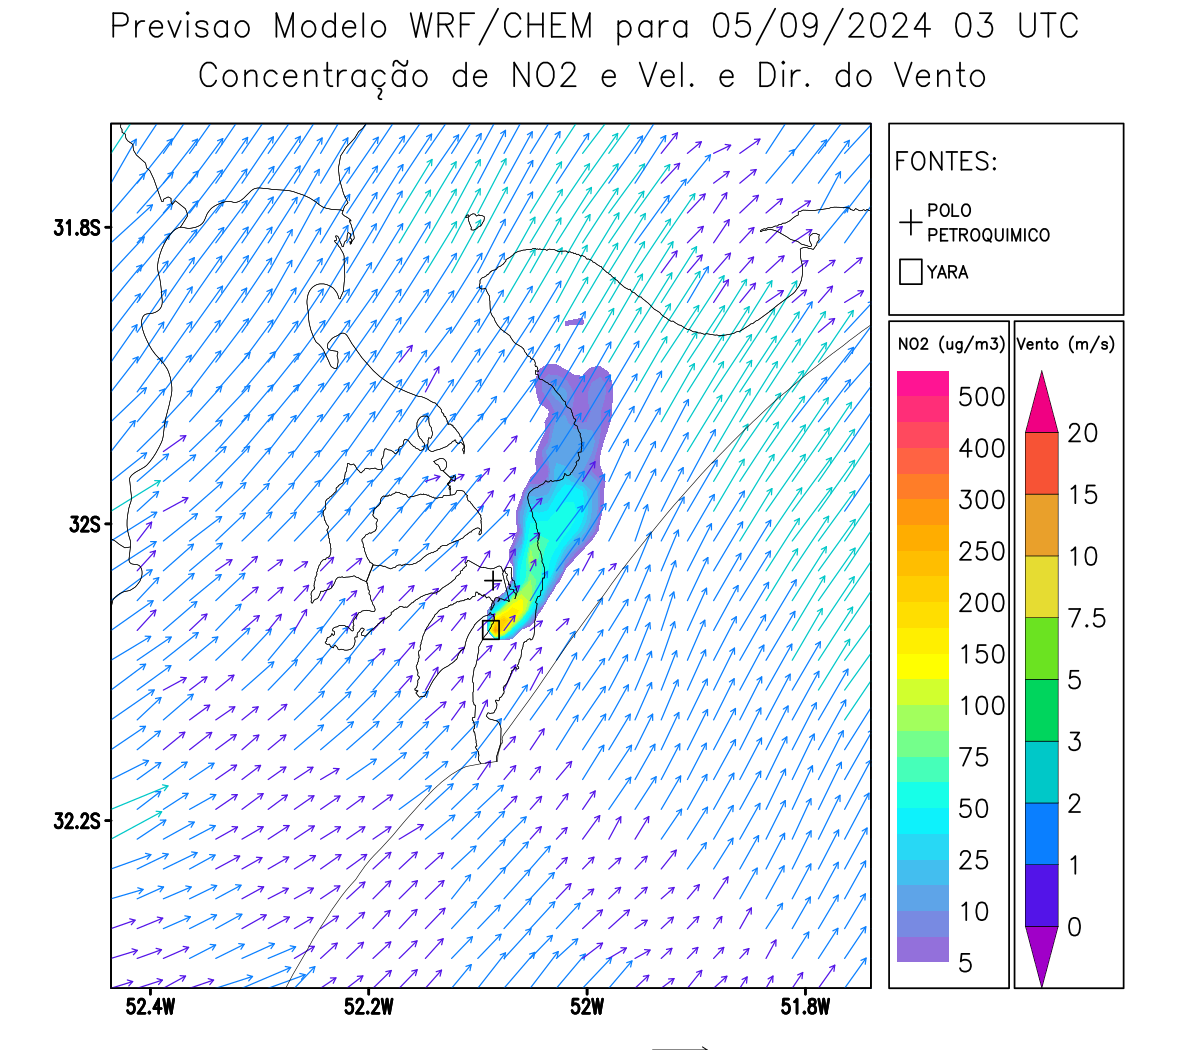 Previsao Modelo WRF/CHEM para 05/09/2024 03 UTC
Concentração de NO2 e Vel. e Dir. do Vento
FONTES:
POLO
PETROQUIMICO
YARA
NO2 (ug/m3)
500
400
300
250
200
150
100
75
50
25
10
5
Vento (m/s)
20
15
10
7.5
5
3
2
1
0
31.8S
32S
32.2S
52.4W
52.2W
52W
51.8W